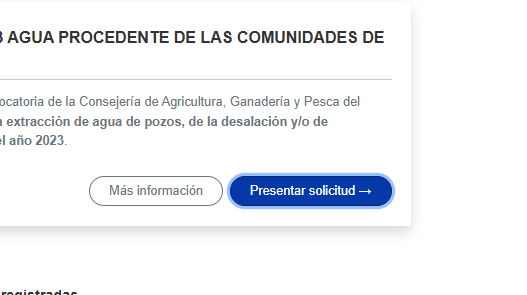 AGUA PROCEDENTE DE LAS COMUNIDADES DE
ocatoria de la Consejería de Agricultura, Ganadería y Pesca del
a extracción de agua de pozos, de la desalación y/o de
el año 2023.
Más información
Presentar solicitud →
registradas